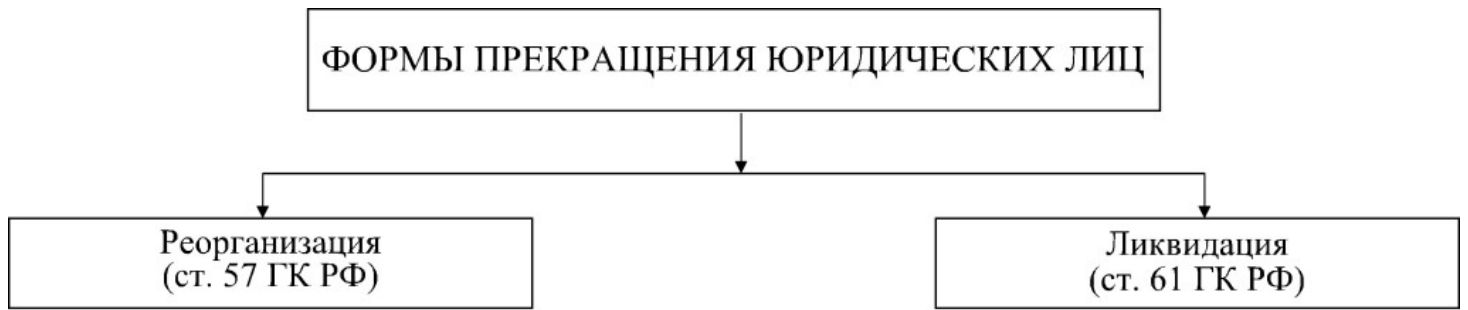 ФОРМЫ ПРЕКРАЩЕНИЯ ЮРИДИЧЕСКИХ ЛИЦ
Реорганизация
(ст. 57 ГК РФ)
Ликвидация
(ст. 61 ГК РФ)